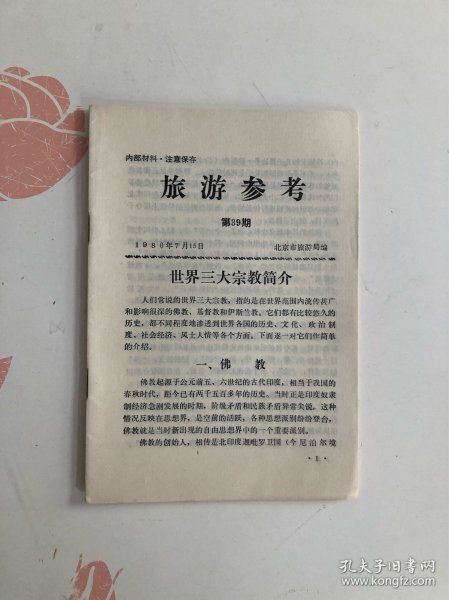 内部材料·注意保存
旅游参考
第39期
1980年7月15日 北京市旅游局编
世界三大宗教简介
人们常说的世界三大宗教，指的是在世界范围内流传甚广
和影响很深的佛教、基督教和伊斯兰教。它们都有比较悠久的
历史，都不同程度地渗透到世界各国的历史、文化、政治制
度、社会经济、风土人情等各个方面。下面逐一对它们作简单
的介绍。
一、佛 教
佛教起源于公元前五、六世纪的古代印度，相当于我国的
春秋时代，距今已有两千五百多年的历史。当时正是印度奴隶
制经济急剧发展的时期，阶级矛盾和民族矛盾异常尖锐。这种
情况反映在思想界，是空前的活跃，各种思想派别纷纷登台，
佛教就是当时新出现的自由思想界中的一个重要派别。
佛教的创始人，相传是北印度迦毗罗卫国（今尼泊尔境
·1·
孔夫子旧书网
www.kongfz.com